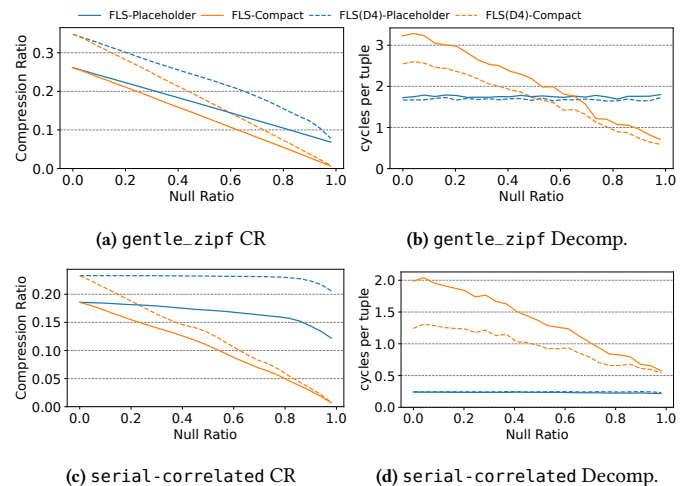 FLS-Placeholder FLS-Compact FLS(D4)-Placeholder FLS(D4)-Compact
Compression Ratio
0.3
0.2
0.1
0.0
0.0 0.2 0.4 0.6 0.8 1.0
Null Ratio
(a) gentle_zipf CR
cycles per tuple
3
2
1
0
0.0 0.2 0.4 0.6 0.8 1.0
Null Ratio
(b) gentle_zipf Decomp.
Compression Ratio
0.20
0.15
0.10
0.05
0.00
0.0 0.2 0.4 0.6 0.8 1.0
Null Ratio
(c) serial-correlated CR
cycles per tuple
2.0
1.5
1.0
0.5
0.0
0.0 0.2 0.4 0.6 0.8 1.0
Null Ratio
(d) serial-correlated Decomp.